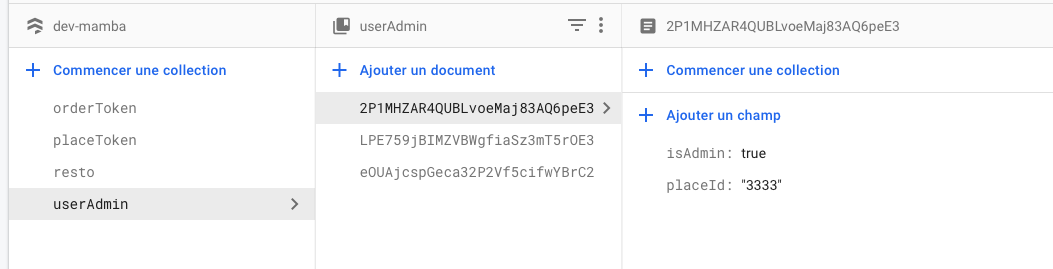 dev-mamba
Commencer une collection
orderToken
placeToken
resto
userAdmin
userAdmin
Ajouter un document
2P1MHZAR4QUBLvoeMaj83AQ6peE3
LPE759jBIMZVBWgfiaSz3mT5rOE3
eOUAjcspGeca32P2Vf5cifwYBrC2
2P1MHZAR4QUBLvoeMaj83AQ6peE3
Commencer une collection
Ajouter un champ
isAdmin: true
placeId: "3333"